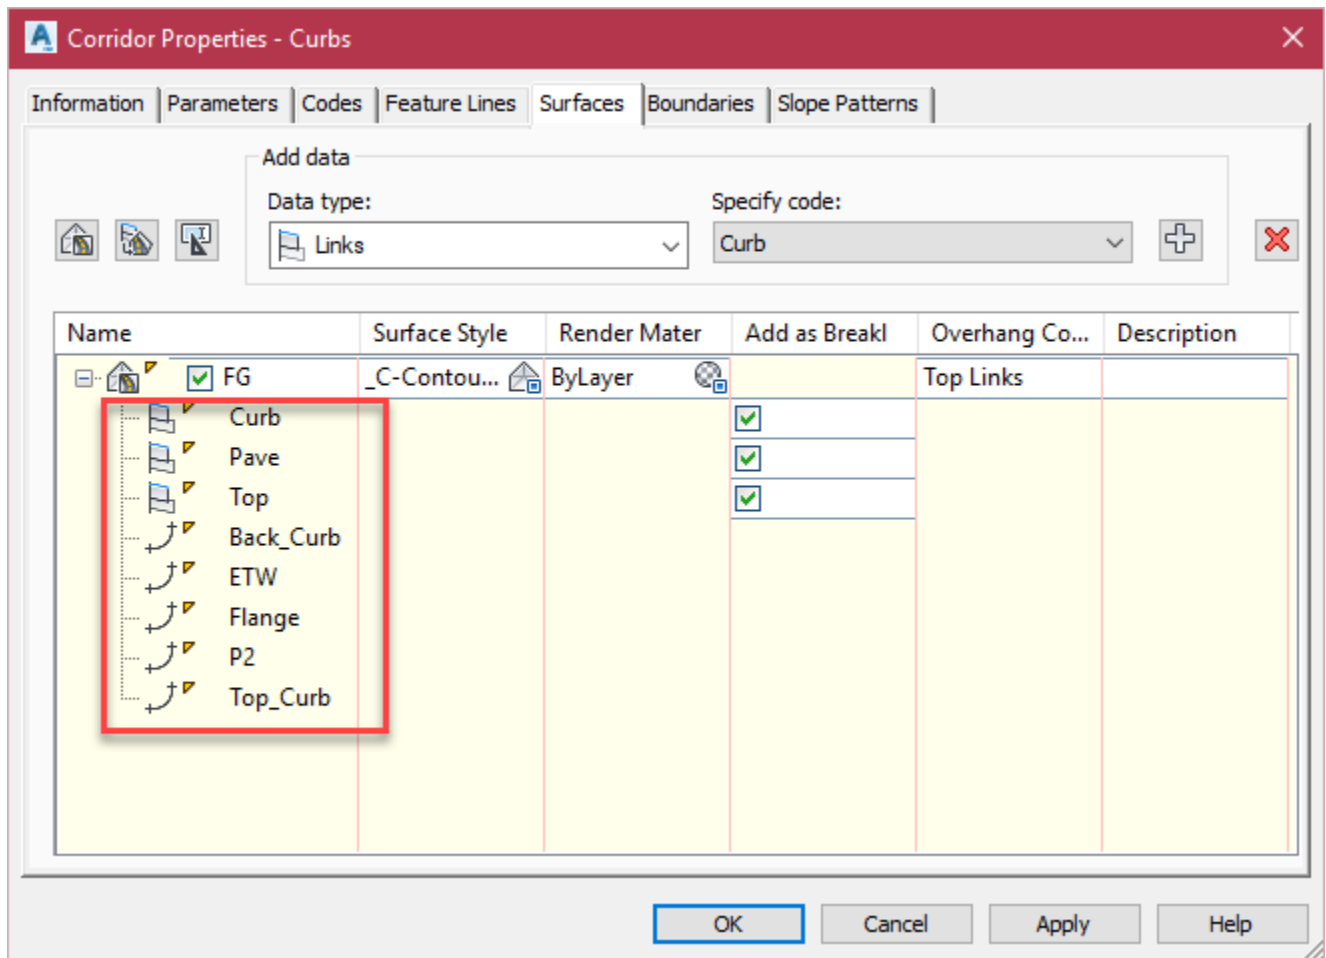 Corridor Properties - Curbs
Information Parameters Codes Feature Lines Surfaces Boundaries Slope Patterns
Add data
Data type: Specify code:
Links Curb
Name Surface Style Render Mater Add as Breakl Overhang Co... Description
FG _C-Contou... ByLayer Top Links
Curb
Pave
Top
Back_Curb
ETW
Flange
P2
Top_Curb
OK Cancel Apply Help